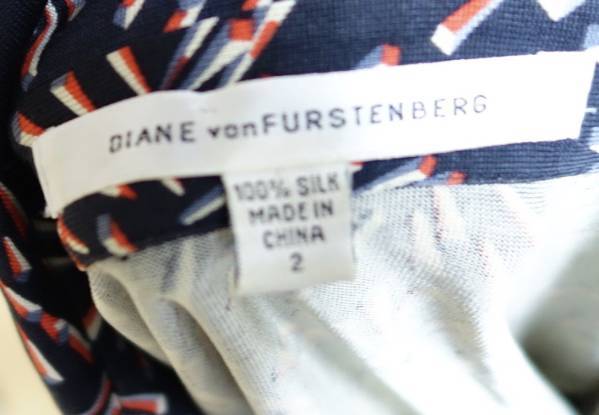 DIANE vonFURSTENBERG
100% SILK
MADE IN
CHINA
2